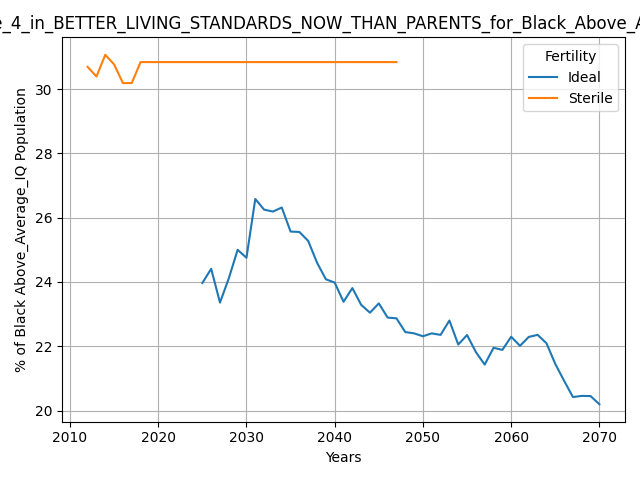 _4_in_BETTER_LIVING_STANDARDS_NOW_THAN_PARENTS_for_Black_Above_A
Fertility
Ideal
Sterile
% of Black Above_Average_IQ Population
30
28
26
24
22
20
2010 2020 2030 2040 2050 2060 2070
Years